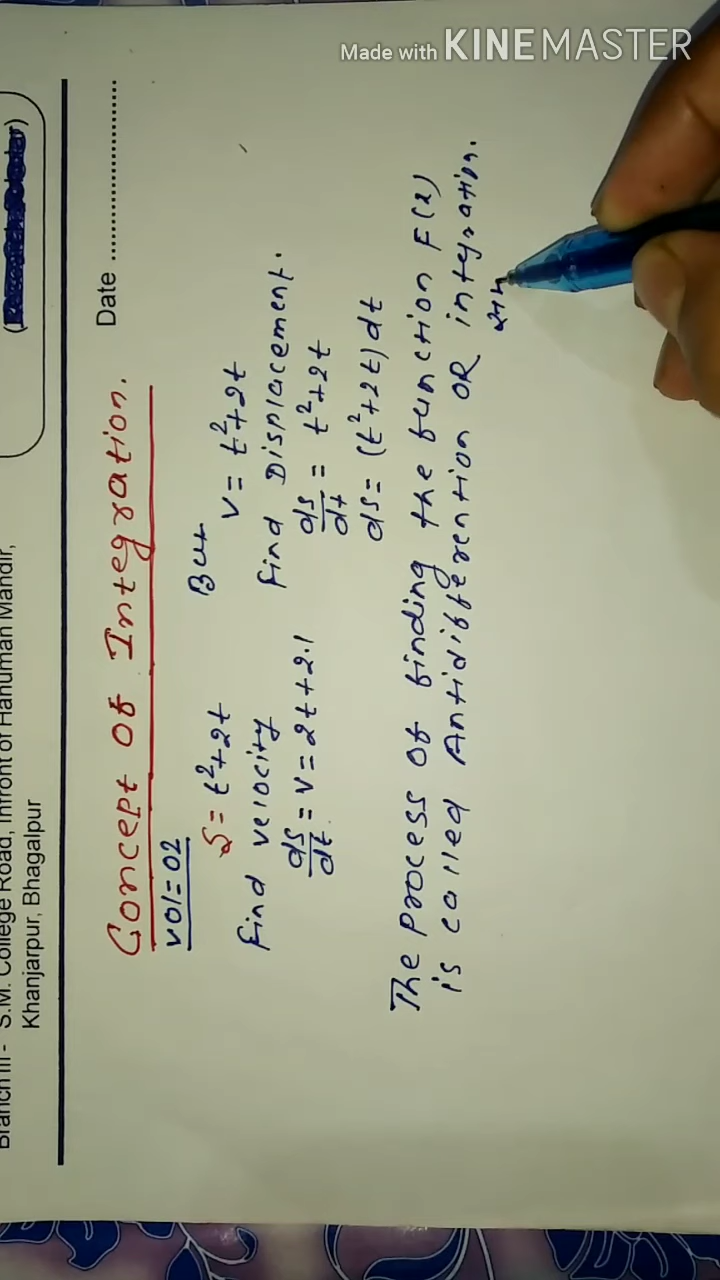 Made with KINEMASTER
Branch III - S.M. College Road, Infront of Hanuman Mandir,
Khanjarpur, Bhagalpur
Date
Concept Of Integration.
Vol=02
S = t²+2t
Find velocity
ds/dt = v = 2t+2.1
But
V = t²+2t
Find Displacement.
ds/dt = t²+2t
ds = (t²+2t)dt
The Process Of finding the function F(x)
is called Antidifferention OR integration.